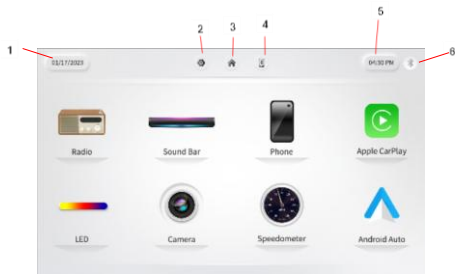 1 2 3 4 5 6
01/17/2023 04:30 PM
Radio Sound Bar Phone Apple CarPlay
LED Camera Speedometer Android Auto